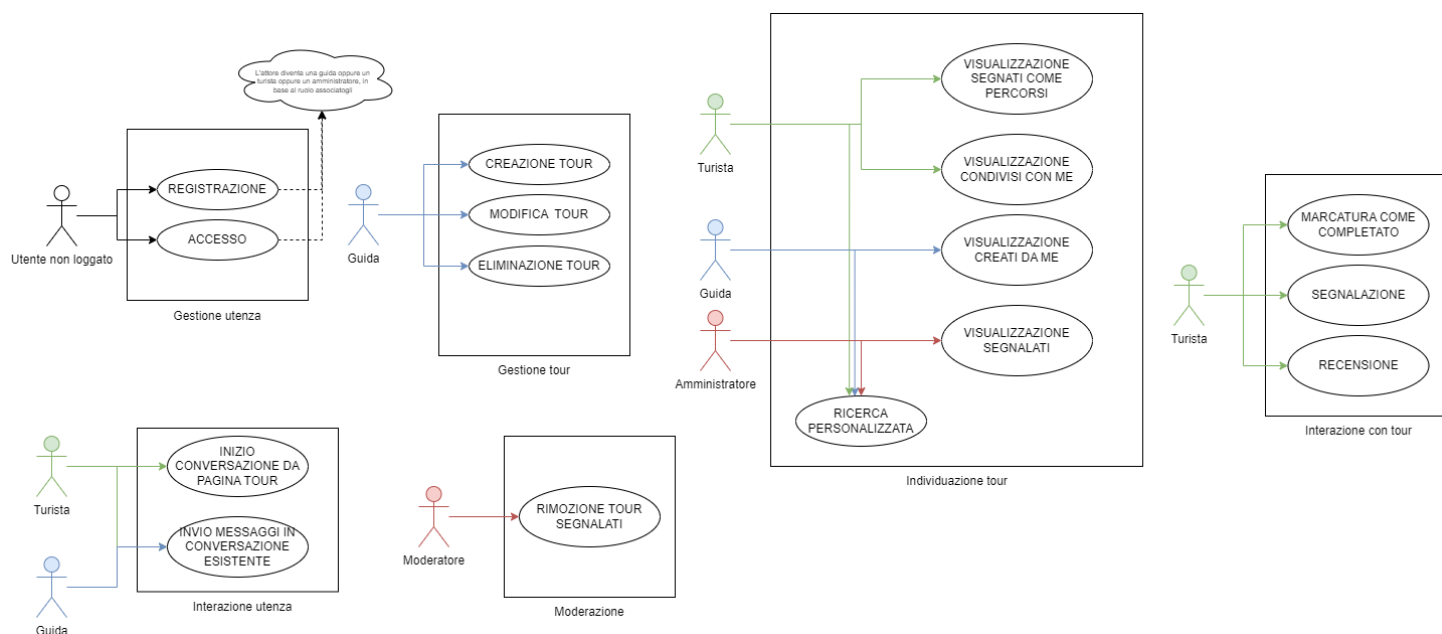 L'attore diventa una guida oppure un
turista oppure un amministratore, in
base al ruolo associatogli
REGISTRAZIONE
ACCESSO
Utente non loggato
Gestione utenza
CREAZIONE TOUR
MODIFICA TOUR
ELIMINAZIONE TOUR
Guida
Gestione tour
VISUALIZZAZIONE
SEGNATI COME
PERCORSI
Turista
VISUALIZZAZIONE
CONDIVISI CON ME
VISUALIZZAZIONE
CREATI DA ME
Guida
VISUALIZZAZIONE
SEGNALATI
Amministratore
RICERCA
PERSONALIZZATA
Individuazione tour
MARCATURA COME
COMPLETATO
SEGNALAZIONE
RECENSIONE
Turista
Interazione con tour
INIZIO
CONVERSAZIONE DA
PAGINA TOUR
Turista
INVIO MESSAGGI IN
CONVERSAZIONE
ESISTENTE
Guida
Interazione utenza
RIMOZIONE TOUR
SEGNALATI
Moderatore
Moderazione